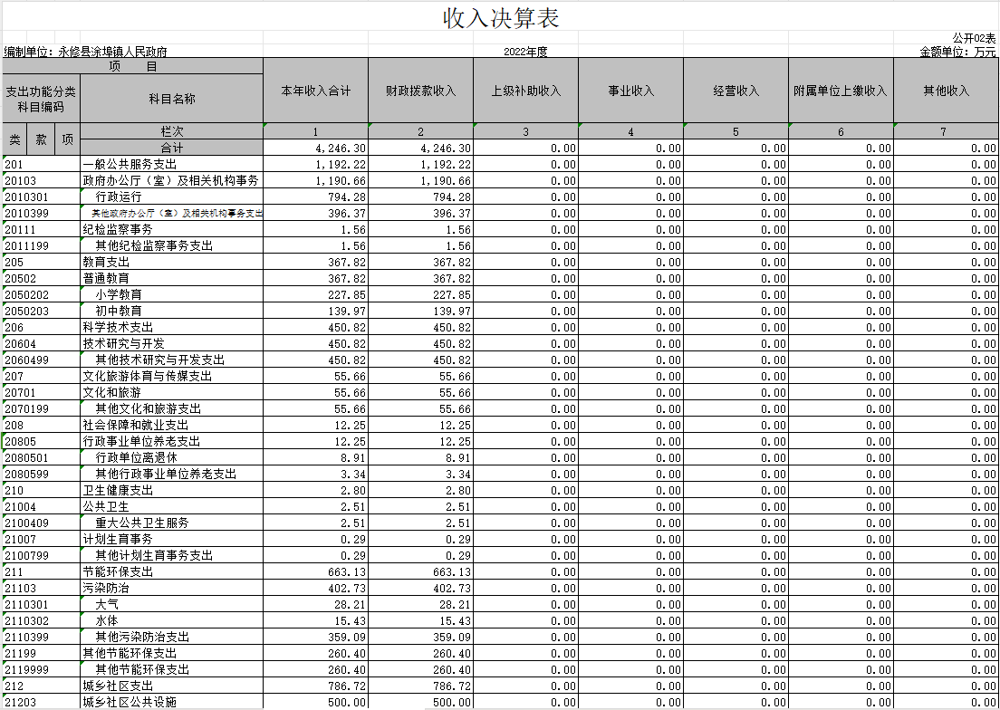 收入决算表
公开02表
编制单位：永修县涂埠镇人民政府 2022年度 金额单位：万元
项 目 本年收入合计 财政拨款收入 上级补助收入 事业收入 经营收入 附属单位上缴收入 其他收入
支出功能分类科目编码 科目名称
类 款 项 栏次 1 2 3 4 5 6 7
合计 4,246.30 4,246.30 0.00 0.00 0.00 0.00 0.00
201 一般公共服务支出 1,192.22 1,192.22 0.00 0.00 0.00 0.00 0.00
20103 政府办公厅（室）及相关机构事务 1,190.66 1,190.66 0.00 0.00 0.00 0.00 0.00
2010301 行政运行 794.28 794.28 0.00 0.00 0.00 0.00 0.00
2010399 其他政府办公厅（室）及相关机构事务支出 396.37 396.37 0.00 0.00 0.00 0.00 0.00
20111 纪检监察事务 1.56 1.56 0.00 0.00 0.00 0.00 0.00
2011199 其他纪检监察事务支出 1.56 1.56 0.00 0.00 0.00 0.00 0.00
205 教育支出 367.82 367.82 0.00 0.00 0.00 0.00 0.00
20502 普通教育 367.82 367.82 0.00 0.00 0.00 0.00 0.00
2050202 小学教育 227.85 227.85 0.00 0.00 0.00 0.00 0.00
2050203 初中教育 139.97 139.97 0.00 0.00 0.00 0.00 0.00
206 科学技术支出 450.82 450.82 0.00 0.00 0.00 0.00 0.00
20604 技术研究与开发 450.82 450.82 0.00 0.00 0.00 0.00 0.00
2060499 其他技术研究与开发支出 450.82 450.82 0.00 0.00 0.00 0.00 0.00
207 文化旅游体育与传媒支出 55.66 55.66 0.00 0.00 0.00 0.00 0.00
20701 文化和旅游 55.66 55.66 0.00 0.00 0.00 0.00 0.00
2070199 其他文化和旅游支出 55.66 55.66 0.00 0.00 0.00 0.00 0.00
208 社会保障和就业支出 12.25 12.25 0.00 0.00 0.00 0.00 0.00
20805 行政事业单位养老支出 12.25 12.25 0.00 0.00 0.00 0.00 0.00
2080501 行政单位离退休 8.91 8.91 0.00 0.00 0.00 0.00 0.00
2080599 其他行政事业单位养老支出 3.34 3.34 0.00 0.00 0.00 0.00 0.00
210 卫生健康支出 2.80 2.80 0.00 0.00 0.00 0.00 0.00
21004 公共卫生 2.51 2.51 0.00 0.00 0.00 0.00 0.00
2100409 重大公共卫生服务 2.51 2.51 0.00 0.00 0.00 0.00 0.00
21007 计划生育事务 0.29 0.29 0.00 0.00 0.00 0.00 0.00
2100799 其他计划生育事务支出 0.29 0.29 0.00 0.00 0.00 0.00 0.00
211 节能环保支出 663.13 663.13 0.00 0.00 0.00 0.00 0.00
21103 污染防治 402.73 402.73 0.00 0.00 0.00 0.00 0.00
2110301 大气 28.21 28.21 0.00 0.00 0.00 0.00 0.00
2110302 水体 15.43 15.43 0.00 0.00 0.00 0.00 0.00
2110399 其他污染防治支出 359.09 359.09 0.00 0.00 0.00 0.00 0.00
21199 其他节能环保支出 260.40 260.40 0.00 0.00 0.00 0.00 0.00
2119999 其他节能环保支出 260.40 260.40 0.00 0.00 0.00 0.00 0.00
212 城乡社区支出 786.72 786.72 0.00 0.00 0.00 0.00 0.00
21203 城乡社区公共设施 500.00 500.00 0.00 0.00 0.00 0.00 0.00